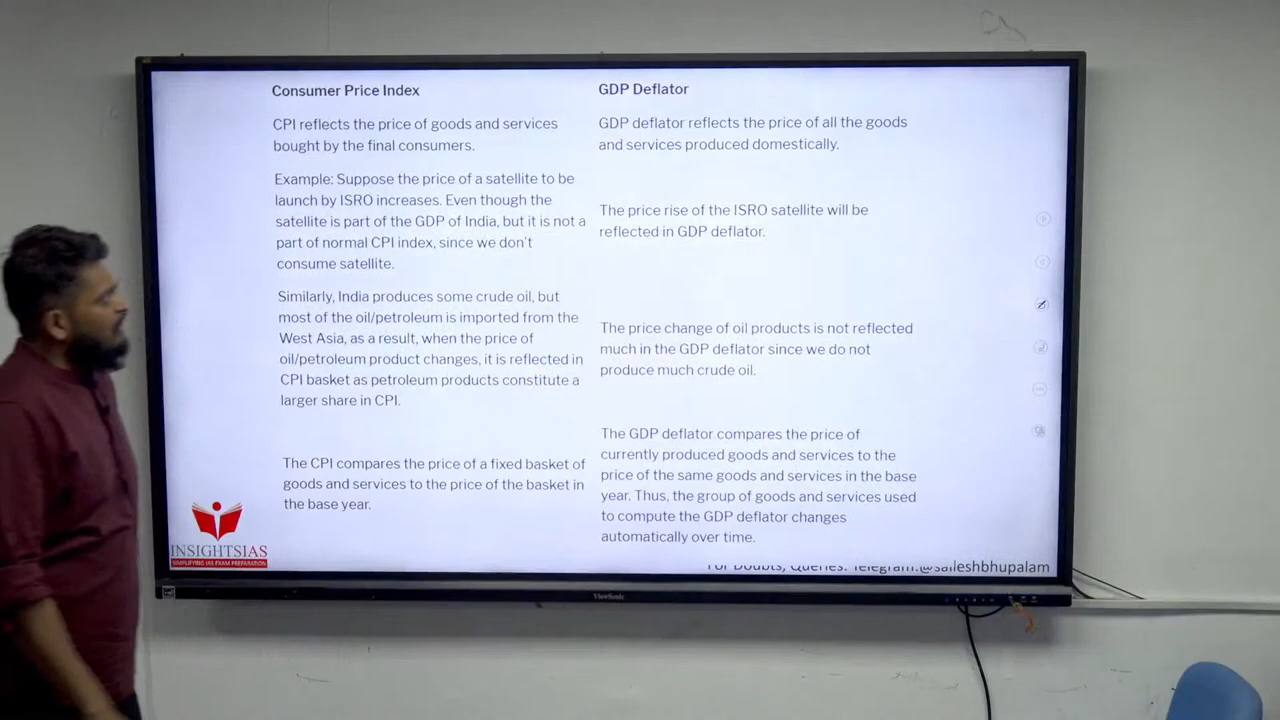 Consumer Price Index
CPI reflects the price of goods and services
bought by the final consumers.
Example: Suppose the price of a satellite to be
launch by ISRO increases. Even though the
satellite is part of the GDP of India, but it is not a
part of normal CPI index, since we don't
consume satellite.
Similarly, India produces some crude oil, but
most of the oil/petroleum is imported from the
West Asia, as a result, when the price of
oil/petroleum product changes, it is reflected in
CPI basket as petroleum products constitute a
larger share in CPI.
The CPI compares the price of a fixed basket of
goods and services to the price of the basket in
the base year.
GDP Deflator
GDP deflator reflects the price of all the goods
and services produced domestically.
The price rise of the ISRO satellite will be
reflected in GDP deflator.
The price change of oil products is not reflected
much in the GDP deflator since we do not
produce much crude oil.
The GDP deflator compares the price of
currently produced goods and services to the
price of the same goods and services in the base
year. Thus, the group of goods and services used
to compute the GDP deflator changes
automatically over time.
INSIGHTSIAS
SIMPLIFYING IAS EXAM PREPARATION
For Doubts, Queries: Telegram:@saileshbhupalam
ViewSonic